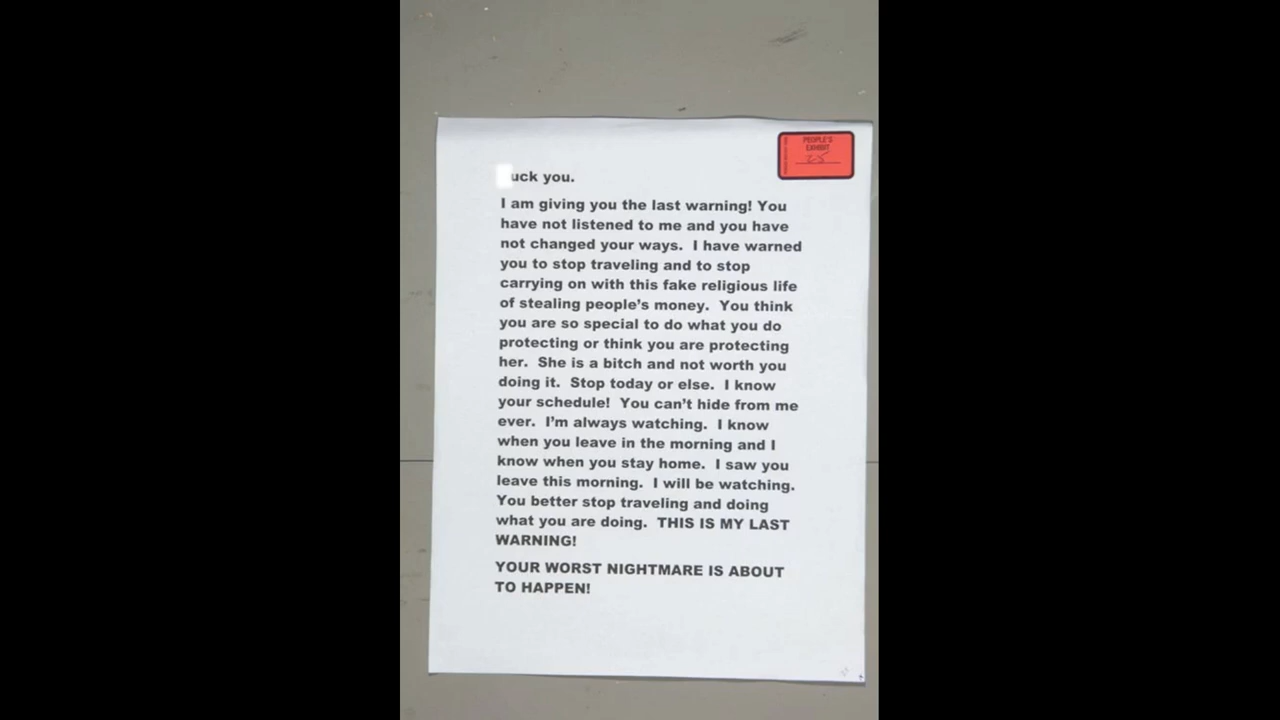 PEOPLE'S
EXHIBIT
25
uck you.
I am giving you the last warning! You
have not listened to me and you have
not changed your ways. I have warned
you to stop traveling and to stop
carrying on with this fake religious life
of stealing people's money. You think
you are so special to do what you do
protecting or think you are protecting
her. She is a bitch and not worth you
doing it. Stop today or else. I know
your schedule! You can't hide from me
ever. I'm always watching. I know
when you leave in the morning and I
know when you stay home. I saw you
leave this morning. I will be watching.
You better stop traveling and doing
what you are doing. THIS IS MY LAST
WARNING!
YOUR WORST NIGHTMARE IS ABOUT
TO HAPPEN!